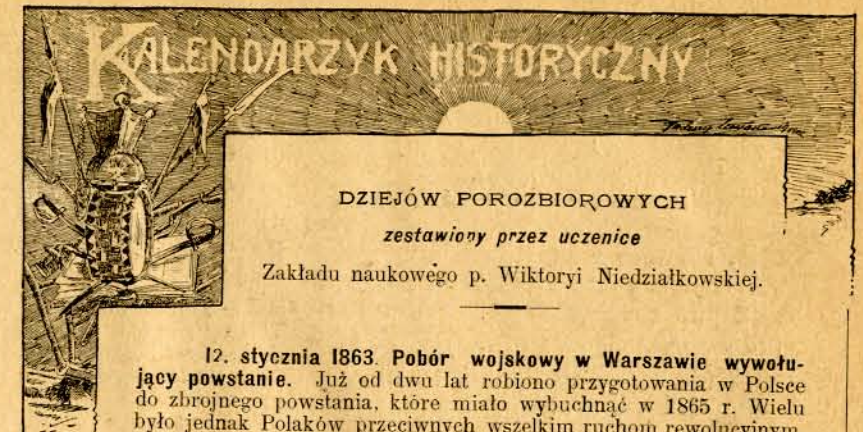 KALENDARZYK HISTORYCZNY
DZIEJÓW POROZBIOROWYCH
zestawiony przez uczenice
Zakładu naukowego p. Wiktoryi Niedziałkowskiej.
12. stycznia 1863. Pobór wojskowy w Warszawie wywołu-
jący powstanie. Już od dwu lat robiono przygotowania w Polsce
do zbrojnego powstania, które miało wybuchnąć w 1865 r. Wielu
było jednak Polaków przeciwnych wszelkim ruchom rewolucyjnym